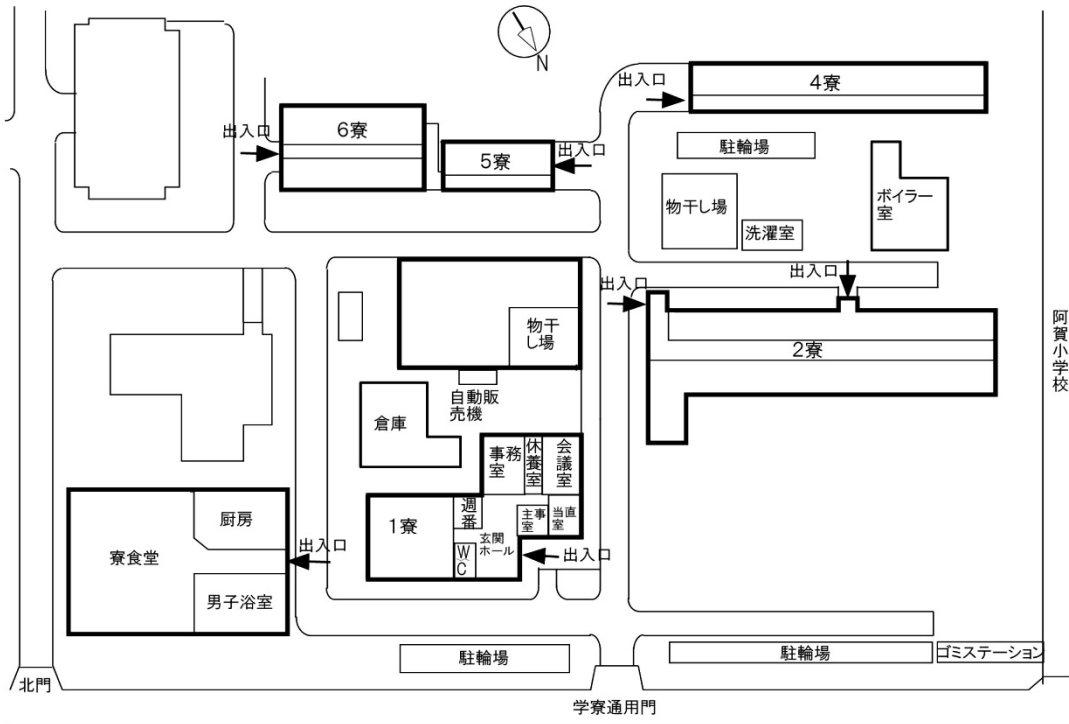 N
出入口
4寮
出入口
6寮
出入口
5寮
駐輪場
物干し場
洗濯室
ボイラー
室
出入口
出入口
物干
し場
2寮
阿賀小学校
自動販
売機
倉庫
事務
室
休養室
会議室
週番
主事
室
当直
室
1寮
玄関
ホール
W
C
出入口
厨房
出入口
寮食堂
男子浴室
駐輪場
駐輪場
ゴミステーション
北門
学寮通用門